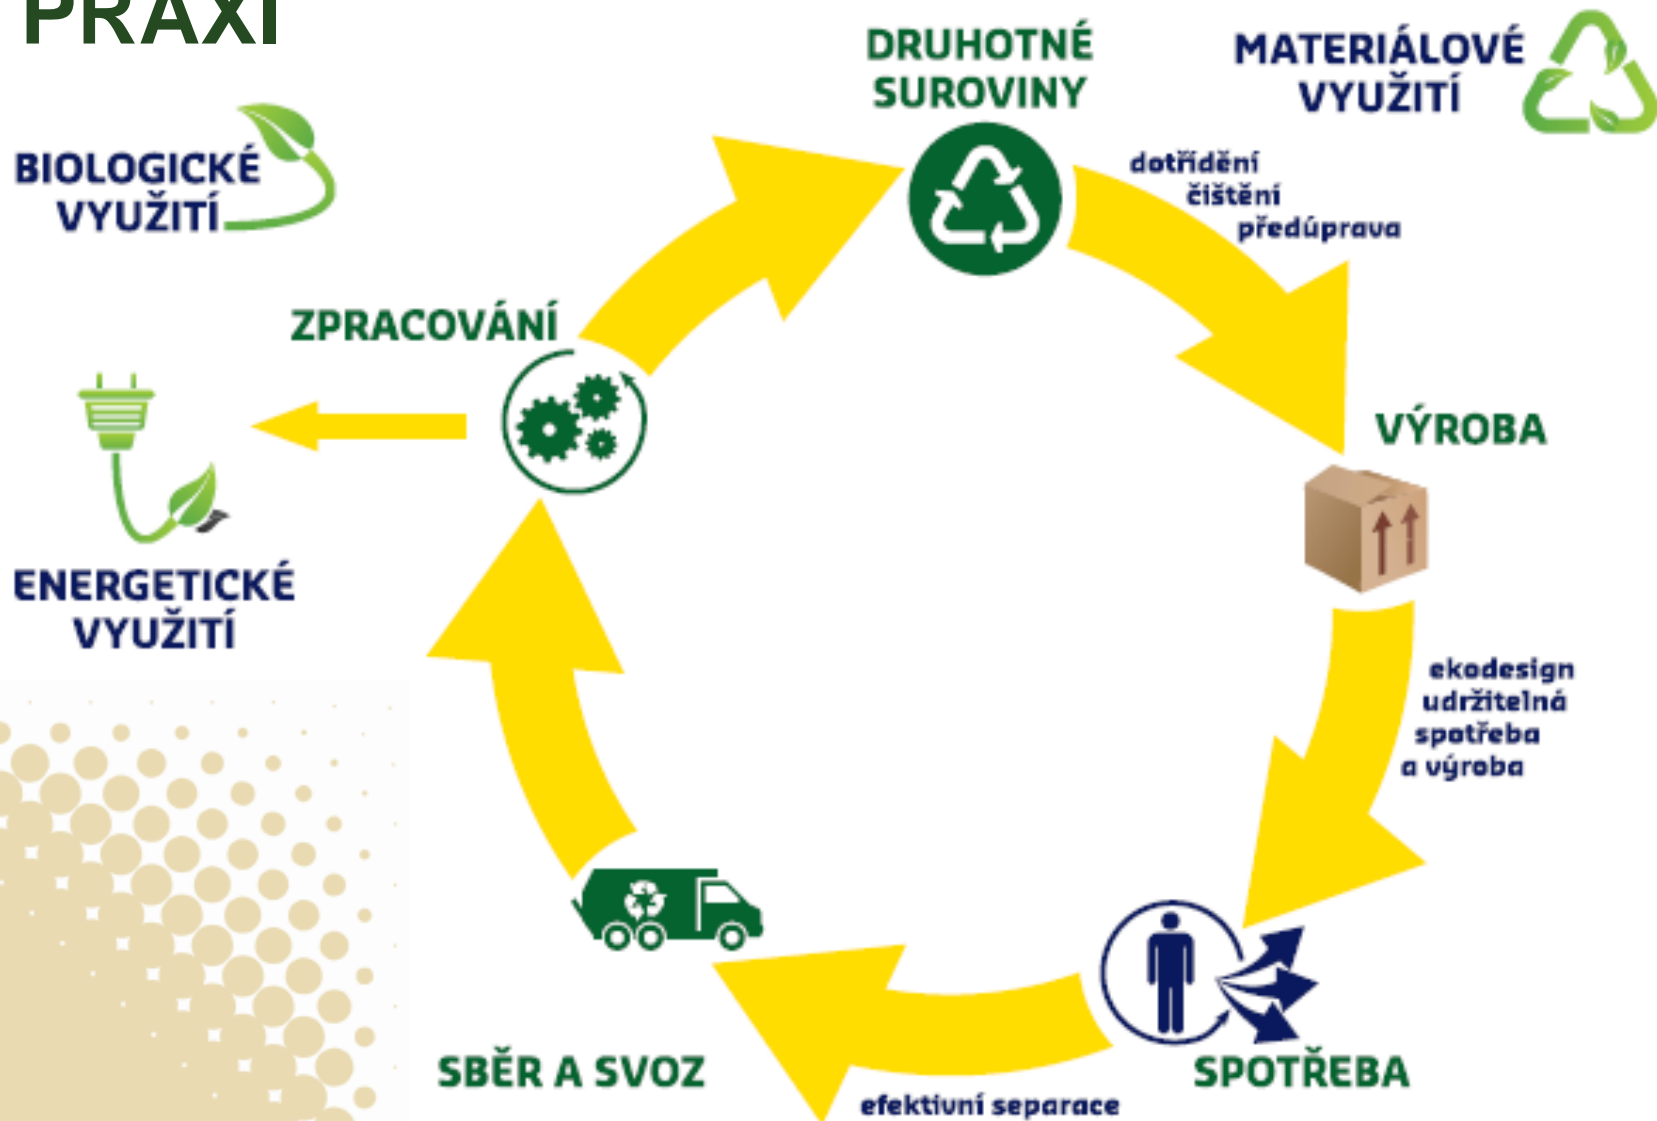 PRAXI
DRUHOTNÉ
SUROVINY
MATERIÁLOVÉ
VYUŽITÍ
BIOLOGICKÉ
VYUŽITÍ
dotřídění
čištění
předúprava
ZPRACOVÁNÍ
VÝROBA
ENERGETICKÉ
VYUŽITÍ
ekodesign
udržitelná
spotřeba
a výroba
SBĚR A SVOZ
SPOTŘEBA
efektivní separace